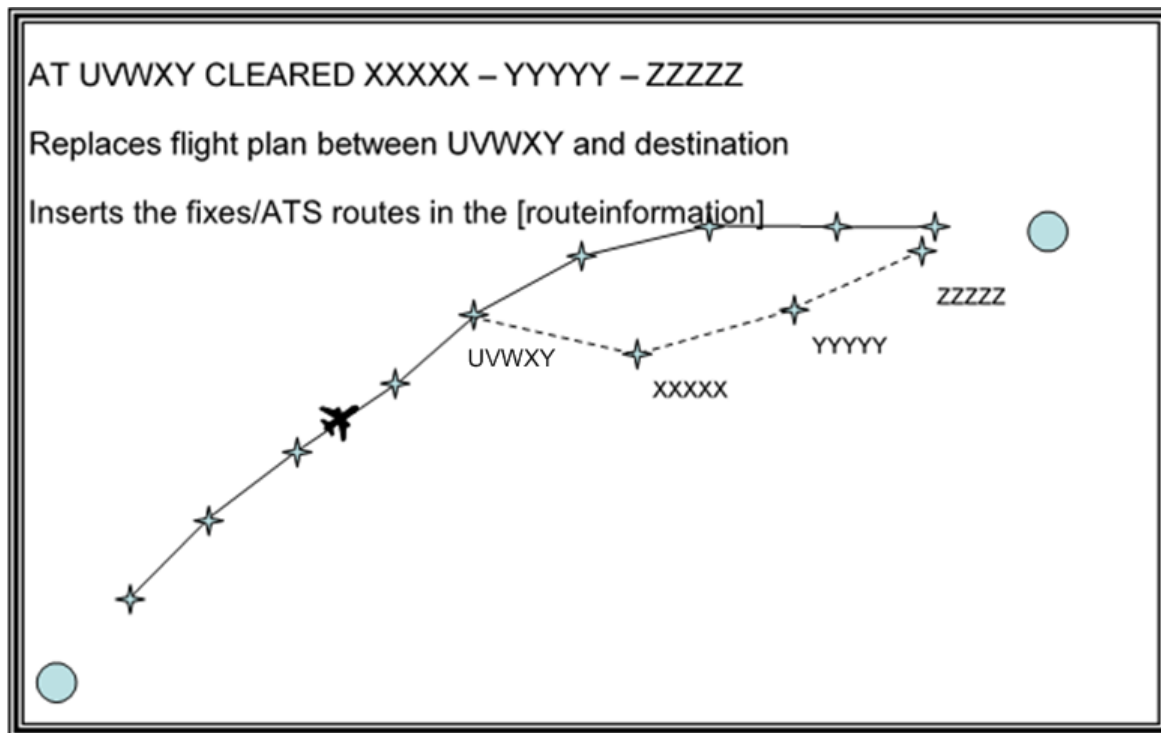 AT UVWXY CLEARED XXXXX – YYYYY – ZZZZZ
Replaces flight plan between UVWXY and destination
Inserts the fixes/ATS routes in the [routeinformation]
ZZZZZ
YYYYY
UVWXY
XXXXX